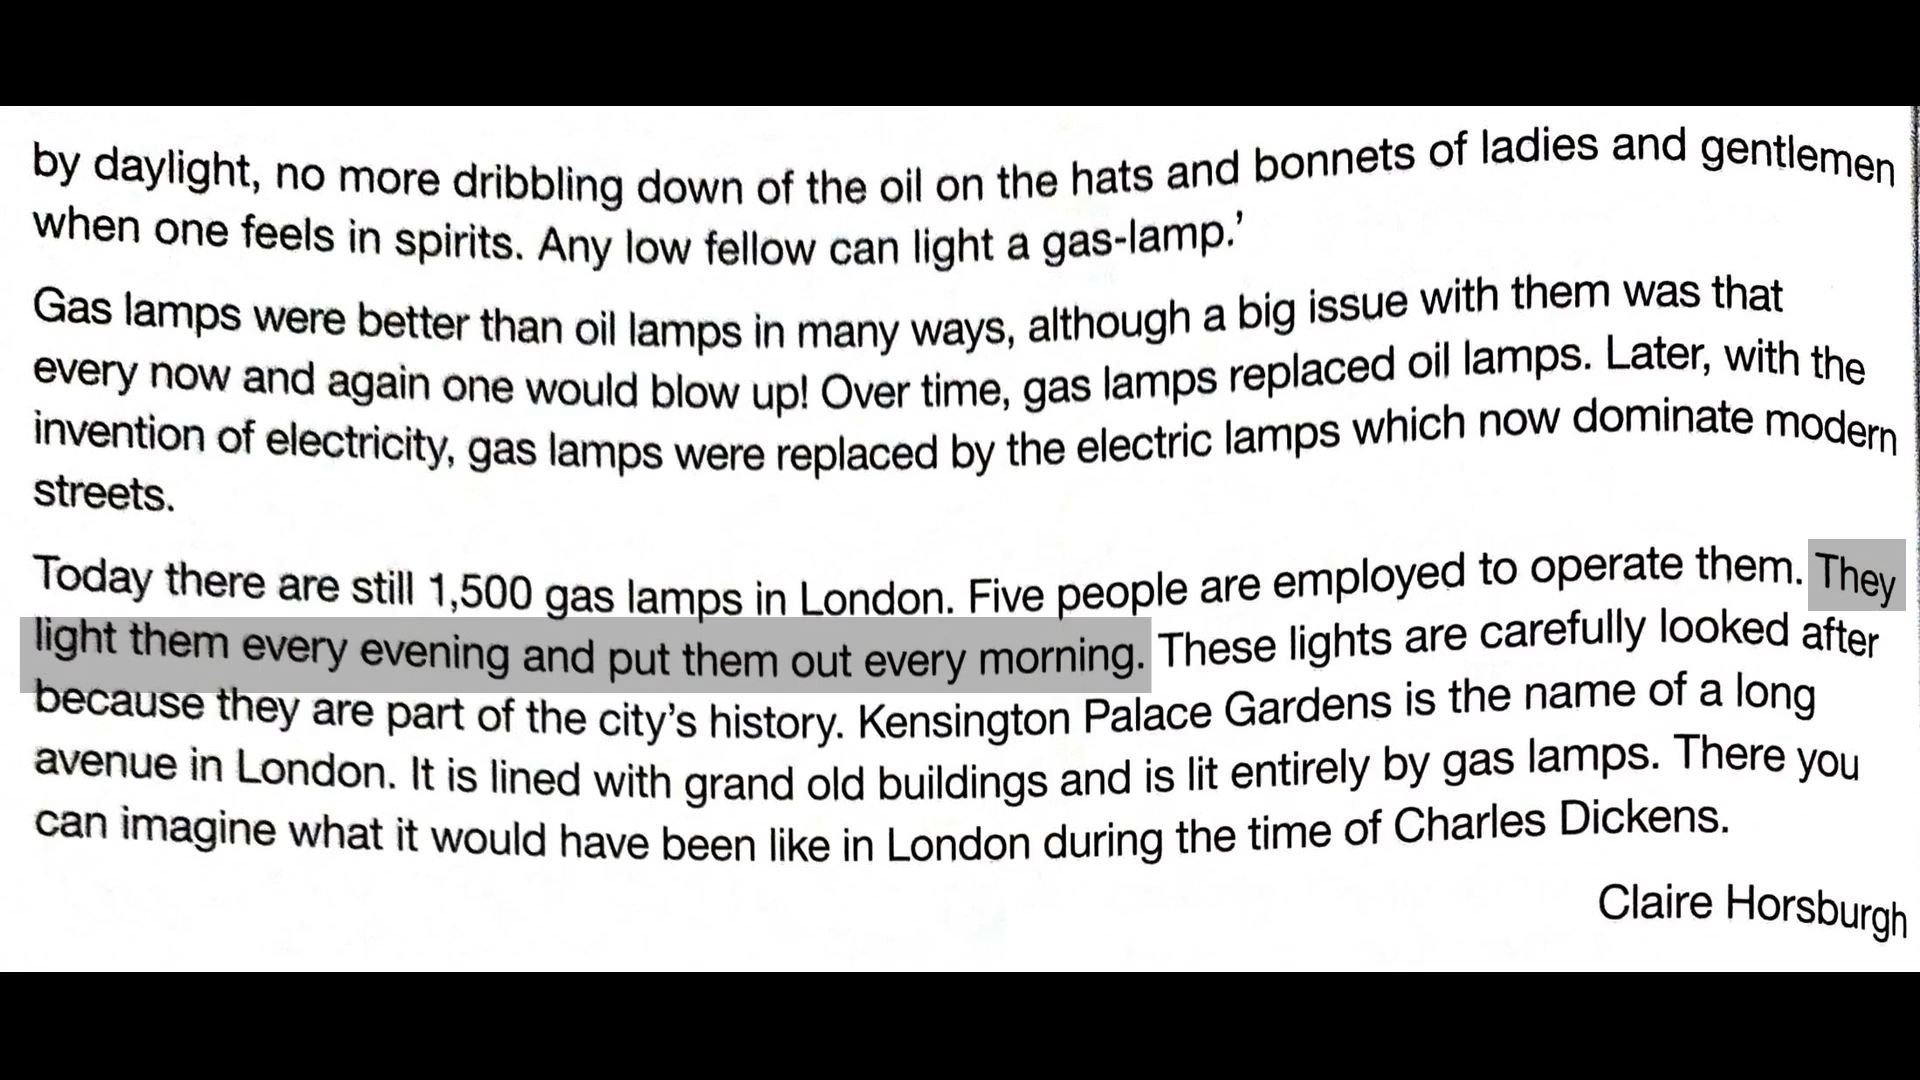 by daylight, no more dribbling down of the oil on the hats and bonnets of ladies and gentlemen
when one feels in spirits. Any low fellow can light a gas-lamp.’
Gas lamps were better than oil lamps in many ways, although a big issue with them was that
every now and again one would blow up! Over time, gas lamps replaced oil lamps. Later, with the
invention of electricity, gas lamps were replaced by the electric lamps which now dominate modern
streets.
Today there are still 1,500 gas lamps in London. Five people are employed to operate them. They
light them every evening and put them out every morning. These lights are carefully looked after
because they are part of the city’s history. Kensington Palace Gardens is the name of a long
avenue in London. It is lined with grand old buildings and is lit entirely by gas lamps. There you
can imagine what it would have been like in London during the time of Charles Dickens.
Claire Horsburgh